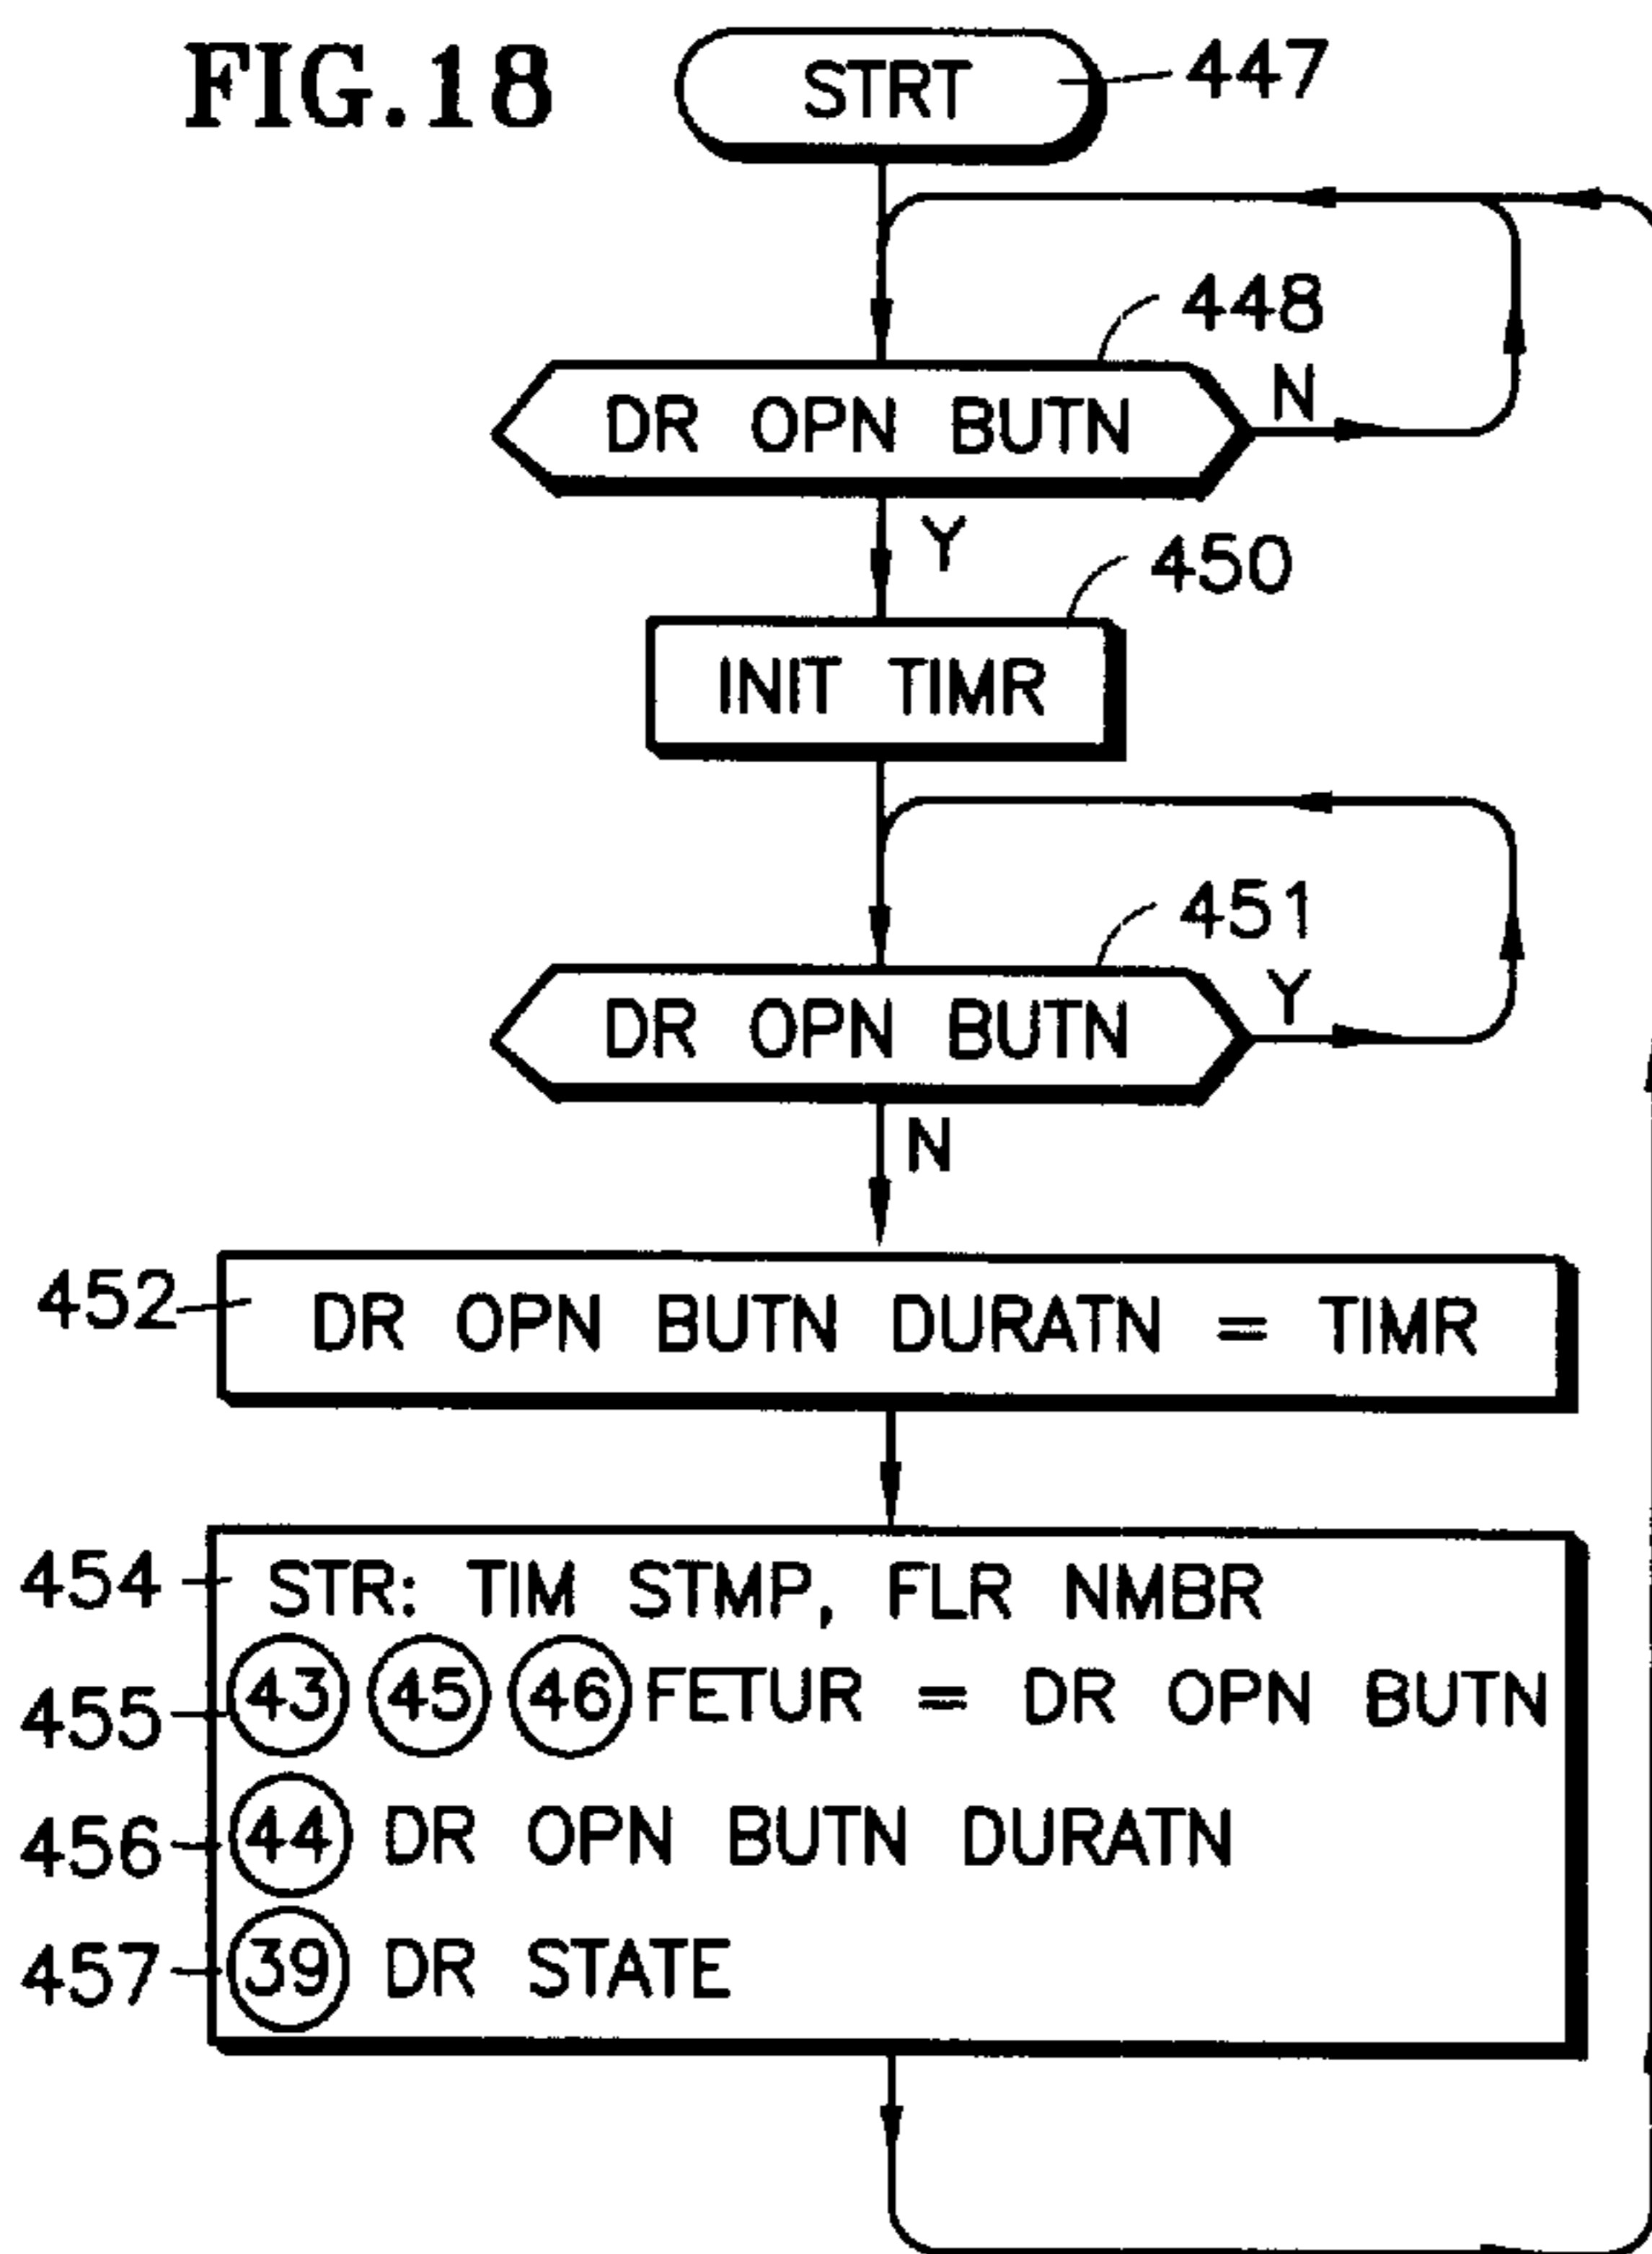 FIG.18
STRT
447
448
DR OPN BUTN
N
Y
450
INIT TIMR
451
DR OPN BUTN
Y
N
452
DR OPN BUTN DURATN = TIMR
454
STR: TIM STMP, FLR NMBR
455
43 45 46 FETUR = DR OPN BUTN
456
44 DR OPN BUTN DURATN
457
39 DR STATE